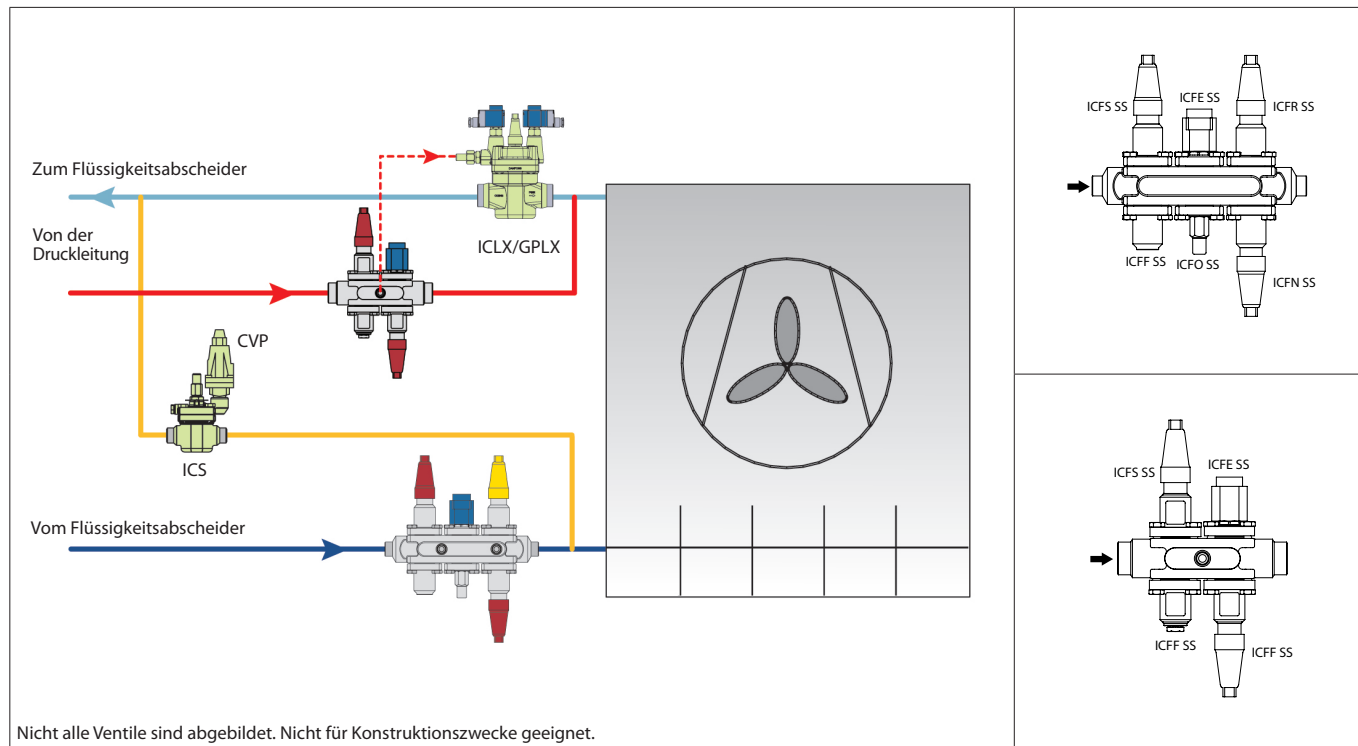 Zum Flüssigkeitsabscheider
Von der
Druckleitung
ICLX/GPLX
CVP
ICS
Vom Flüssigkeitsabscheider
Nicht alle Ventile sind abgebildet. Nicht für Konstruktionszwecke geeignet.
ICFS SS
ICFE SS
ICFR SS
ICFF SS
ICFO SS
ICFN SS
ICFS SS
ICFE SS
ICFF SS
ICFF SS